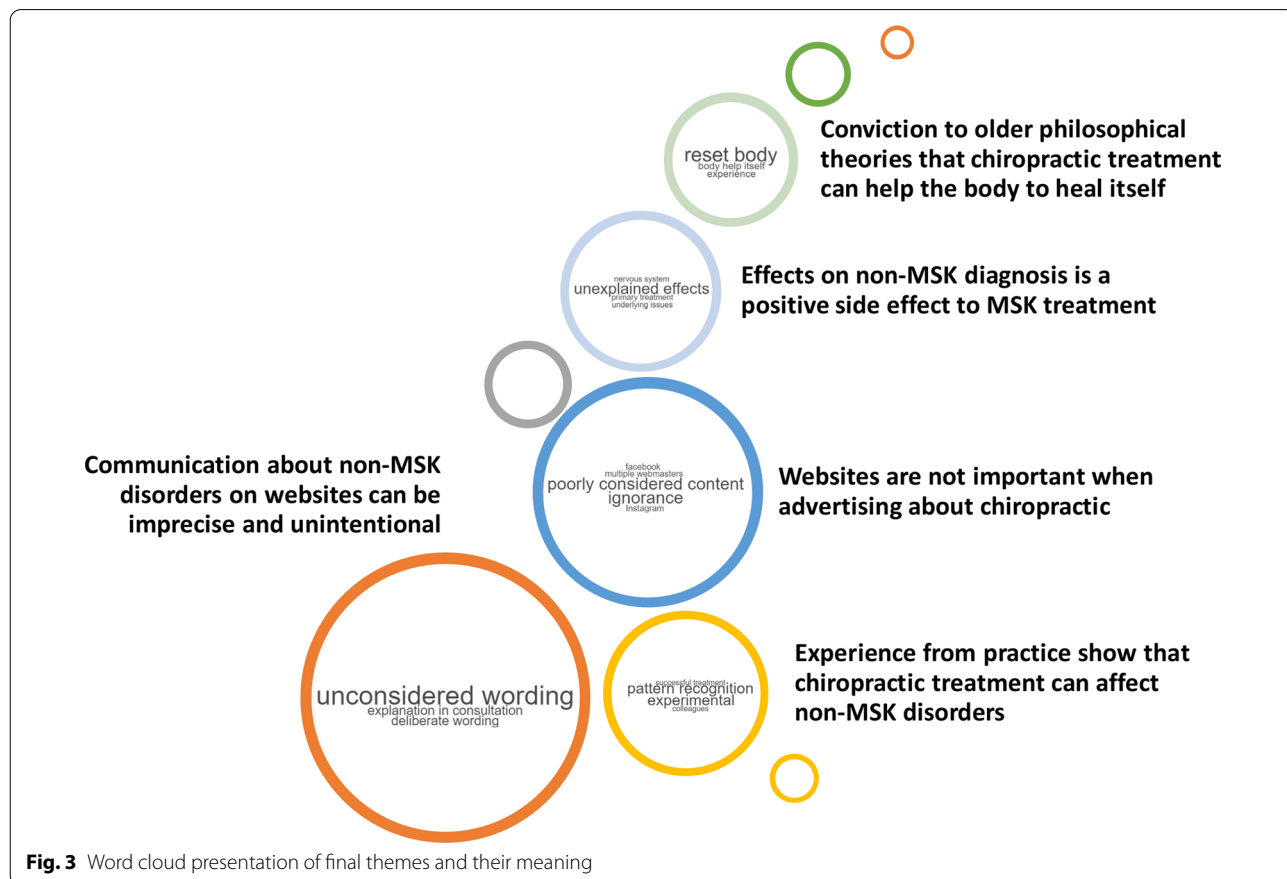 reset body
body help itself
experience
Conviction to older philosophical
theories that chiropractic treatment
can help the body to heal itself
nervous system
unexplained effects
primary treatment
underlying issues
Effects on non-MSK diagnosis is a
positive side effect to MSK treatment
Communication about non-MSK
disorders on websites can be
imprecise and unintentional
facebook
multiple webmasters
poorly considered content
ignorance
Instagram
Websites are not important when
advertising about chiropractic
unconsidered wording
explanation in consultation
deliberate wording
successful treatment
pattern recognition
experimental
colleagues
Experience from practice show that
chiropractic treatment can affect
non-MSK disorders
Fig. 3 Word cloud presentation of final themes and their meaning